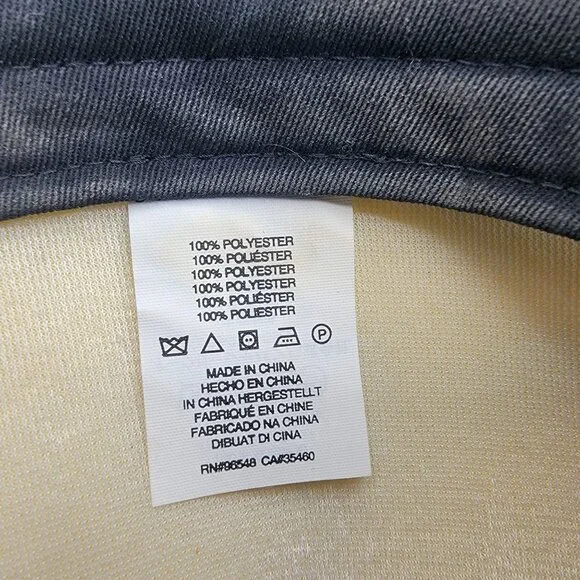 100% POLYESTER
100% POLIÉSTER
100% POLYESTER
100% POLYESTER
100% POLIÉSTER
100% POLYESTER
P
MADE IN CHINA
HECHO EN CHINA
IN CHINA HERGESTELLT
FABRIQUÉ EN CHINE
FABRICADO NA CHINA
DIBUAT DI CINA
RN#96548 CA#35460